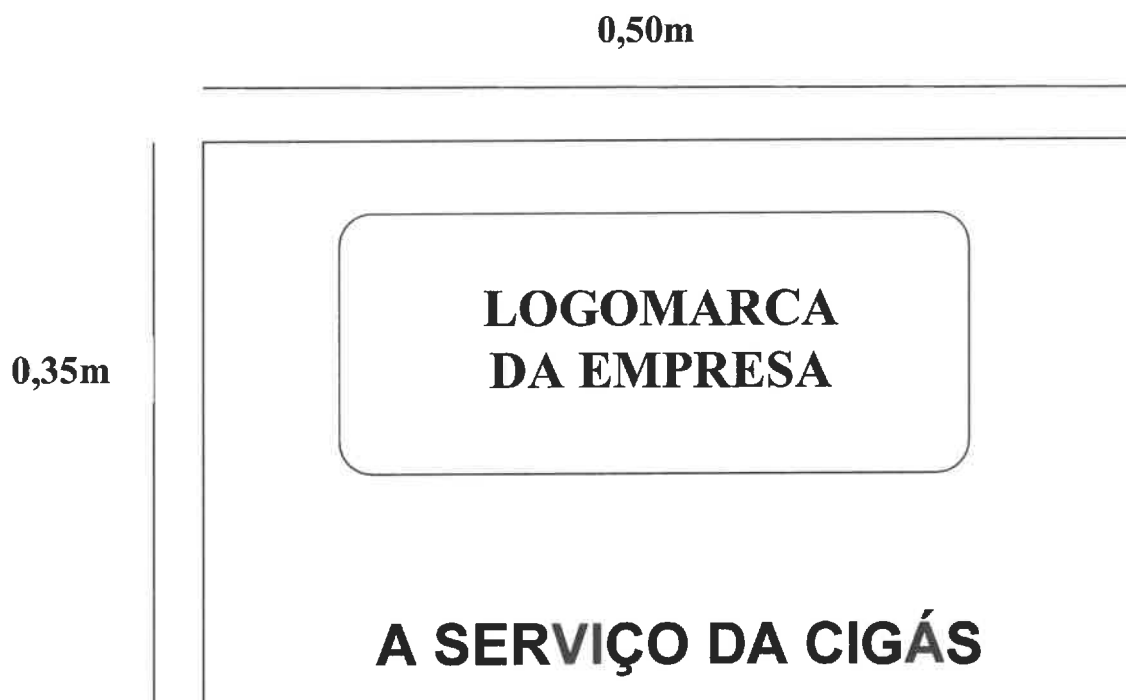 0,50m
LOGOMARCA
DA EMPRESA
0,35m
A SERVIÇO DA CIGÁS